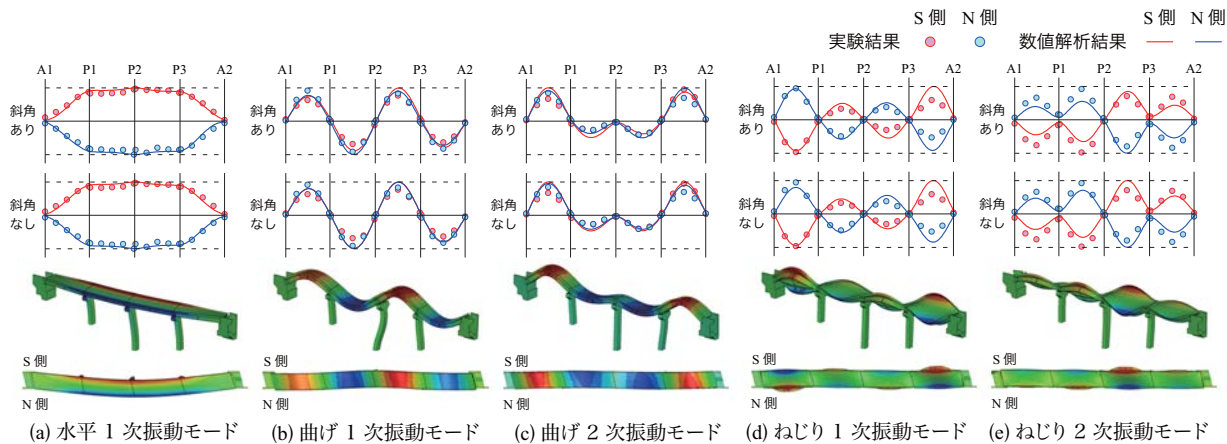 S 側 N 側 S 側 N 側
実験結果 数値解析結果
A1 P1 P2 P3 A2
斜角
あり
斜角
なし
S 側
N 側
(a) 水平 1 次振動モード
A1 P1 P2 P3 A2
斜角
あり
斜角
なし
(b) 曲げ 1 次振動モード
A1 P1 P2 P3 A2
斜角
あり
斜角
なし
(c) 曲げ 2 次振動モード
A1 P1 P2 P3 A2
斜角
あり
斜角
なし
S 側
N 側
(d) ねじり 1 次振動モード
A1 P1 P2 P3 A2
斜角
あり
斜角
なし
S 側
N 側
(e) ねじり 2 次振動モード